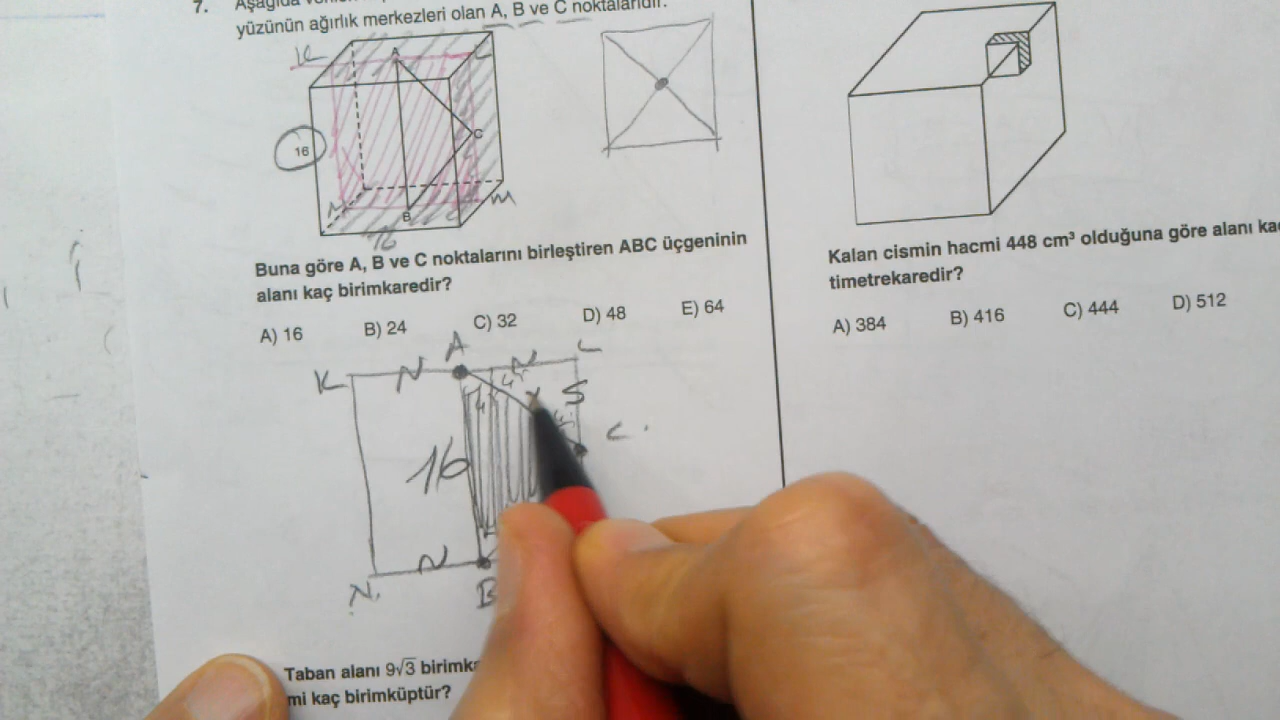 7. Aşağıda
yüzünün ağırlık merkezleri olan A, B ve C noktalarıdır.
K
A
L
16
C
N
B
M
16
Buna göre A, B ve C noktalarını birleştiren ABC üçgeninin
alanı kaç birimkaredir?
A) 16 B) 24 C) 32 D) 48 E) 64
A
K
L
C
16
N
B
Taban alanı 9√3
mi kaç birimküptür?
Kalan cismin hacmi 448 cm³ olduğuna göre alanı
timetrekaredir?
A) 384 B) 416 C) 444 D) 512